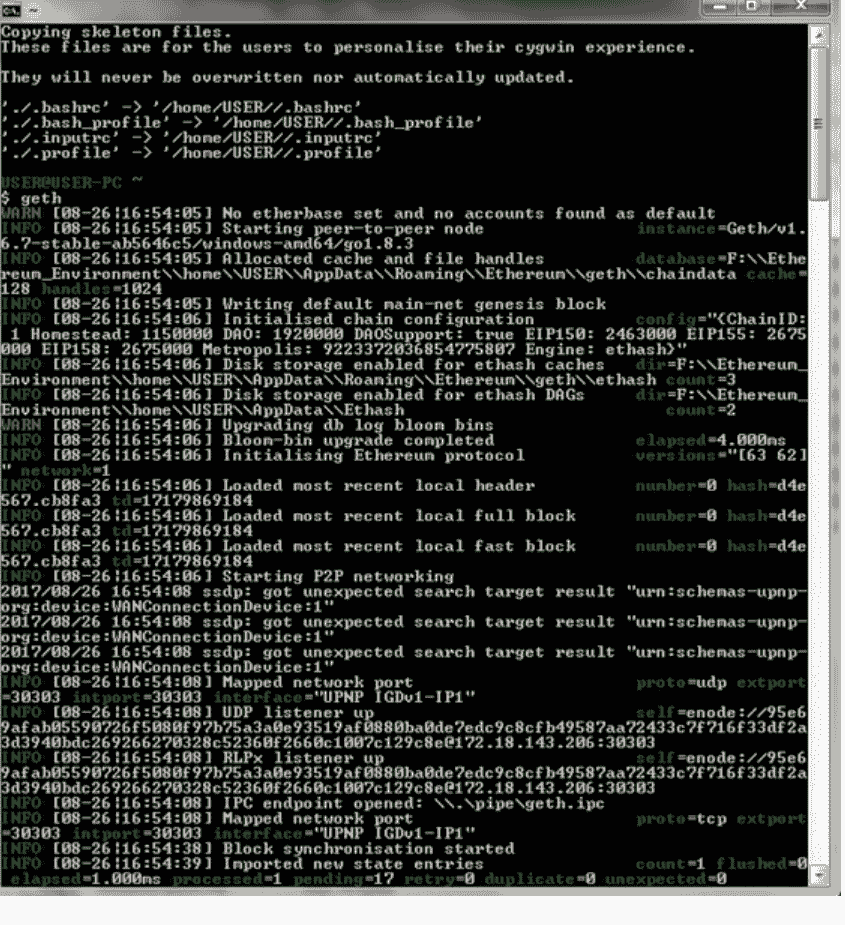 Copying skeleton files.
These files are for the users to personalise their cygwin experience.
They will never be overwritten nor automatically updated.
'./.bashrc' -> '/home/USER//.bashrc'
'./.bash_profile' -> '/home/USER//.bash_profile'
'./.inputrc' -> '/home/USER//.inputrc'
'./.profile' -> '/home/USER//.profile'
USER@USER-PC ~
$ geth
WARN [08-26|16:54:05] No etherbase set and no accounts found as default
INFO [08-26|16:54:05] Starting peer-to-peer node instance=Geth/v1.
6.7-stable-ab5646c5/windows-amd64/go1.8.3
INFO [08-26|16:54:05] Allocated cache and file handles database=F:\\Ethe
reum_Environment\\home\\USER\\AppData\\Roaming\\Ethereum\\geth\\chaindata cache=
128 handles=1024
INFO [08-26|16:54:05] Writing default main-net genesis block
INFO [08-26|16:54:06] Initialised chain configuration config="{ChainID:
1 Homestead: 1150000 DAO: 1920000 DAOSupport: true EIP150: 2463000 EIP155: 2675
000 EIP158: 2675000 Metropolis: 9223372036854775807 Engine: ethash}"
INFO [08-26|16:54:06] Disk storage enabled for ethash caches dir=F:\\Ethereum_
Environment\\home\\USER\\AppData\\Roaming\\Ethereum\\geth\\ethash count=3
INFO [08-26|16:54:06] Disk storage enabled for ethash DAGs dir=F:\\Ethereum_
Environment\\home\\USER\\AppData\\Ethash count=2
WARN [08-26|16:54:06] Upgrading db log bloom bins
INFO [08-26|16:54:06] Bloom-bin upgrade completed elapsed=4.000ms
INFO [08-26|16:54:06] Initialising Ethereum protocol versions="[63 62]
" network=1
INFO [08-26|16:54:06] Loaded most recent local header number=0 hash=d4e
567.cb8fa3 td=17179869184
INFO [08-26|16:54:06] Loaded most recent local full block number=0 hash=d4e
567.cb8fa3 td=17179869184
INFO [08-26|16:54:06] Loaded most recent local fast block number=0 hash=d4e
567.cb8fa3 td=17179869184
INFO [08-26|16:54:06] Starting P2P networking
2017/08/26 16:54:08 ssdp: got unexpected search target result "urn:schemas-upnp-
org:device:WANConnectionDevice:1"
2017/08/26 16:54:08 ssdp: got unexpected search target result "urn:schemas-upnp-
org:device:WANConnectionDevice:1"
2017/08/26 16:54:08 ssdp: got unexpected search target result "urn:schemas-upnp-
org:device:WANConnectionDevice:1"
INFO [08-26|16:54:08] Mapped network port proto=udp extport
=30303 intport=30303 interface="UPNP IGDv1-IP1"
INFO [08-26|16:54:08] UDP listener up self=enode://95e6
9afab05590726f5080f97b75a3a0e93519af0880ba0de7edc9c8cfb49587aa72433c7f716f33df2a
3d3940bdc269266270328c52360f2660c1007c129c8e@172.18.143.206:30303
INFO [08-26|16:54:08] RLPx listener up self=enode://95e6
9afab05590726f5080f97b75a3a0e93519af0880ba0de7edc9c8cfb49587aa72433c7f716f33df2a
3d3940bdc269266270328c52360f2660c1007c129c8e@172.18.143.206:30303
INFO [08-26|16:54:08] IPC endpoint opened: \\.\pipe\geth.ipc
INFO [08-26|16:54:08] Mapped network port proto=tcp extport
=30303 intport=30303 interface="UPNP IGDv1-IP1"
INFO [08-26|16:54:38] Block synchronisation started
INFO [08-26|16:54:39] Imported new state entries count=1 flushed=0
elapsed=1.000ms processed=1 pending=17 retry=0 duplicate=0 unexpected=0